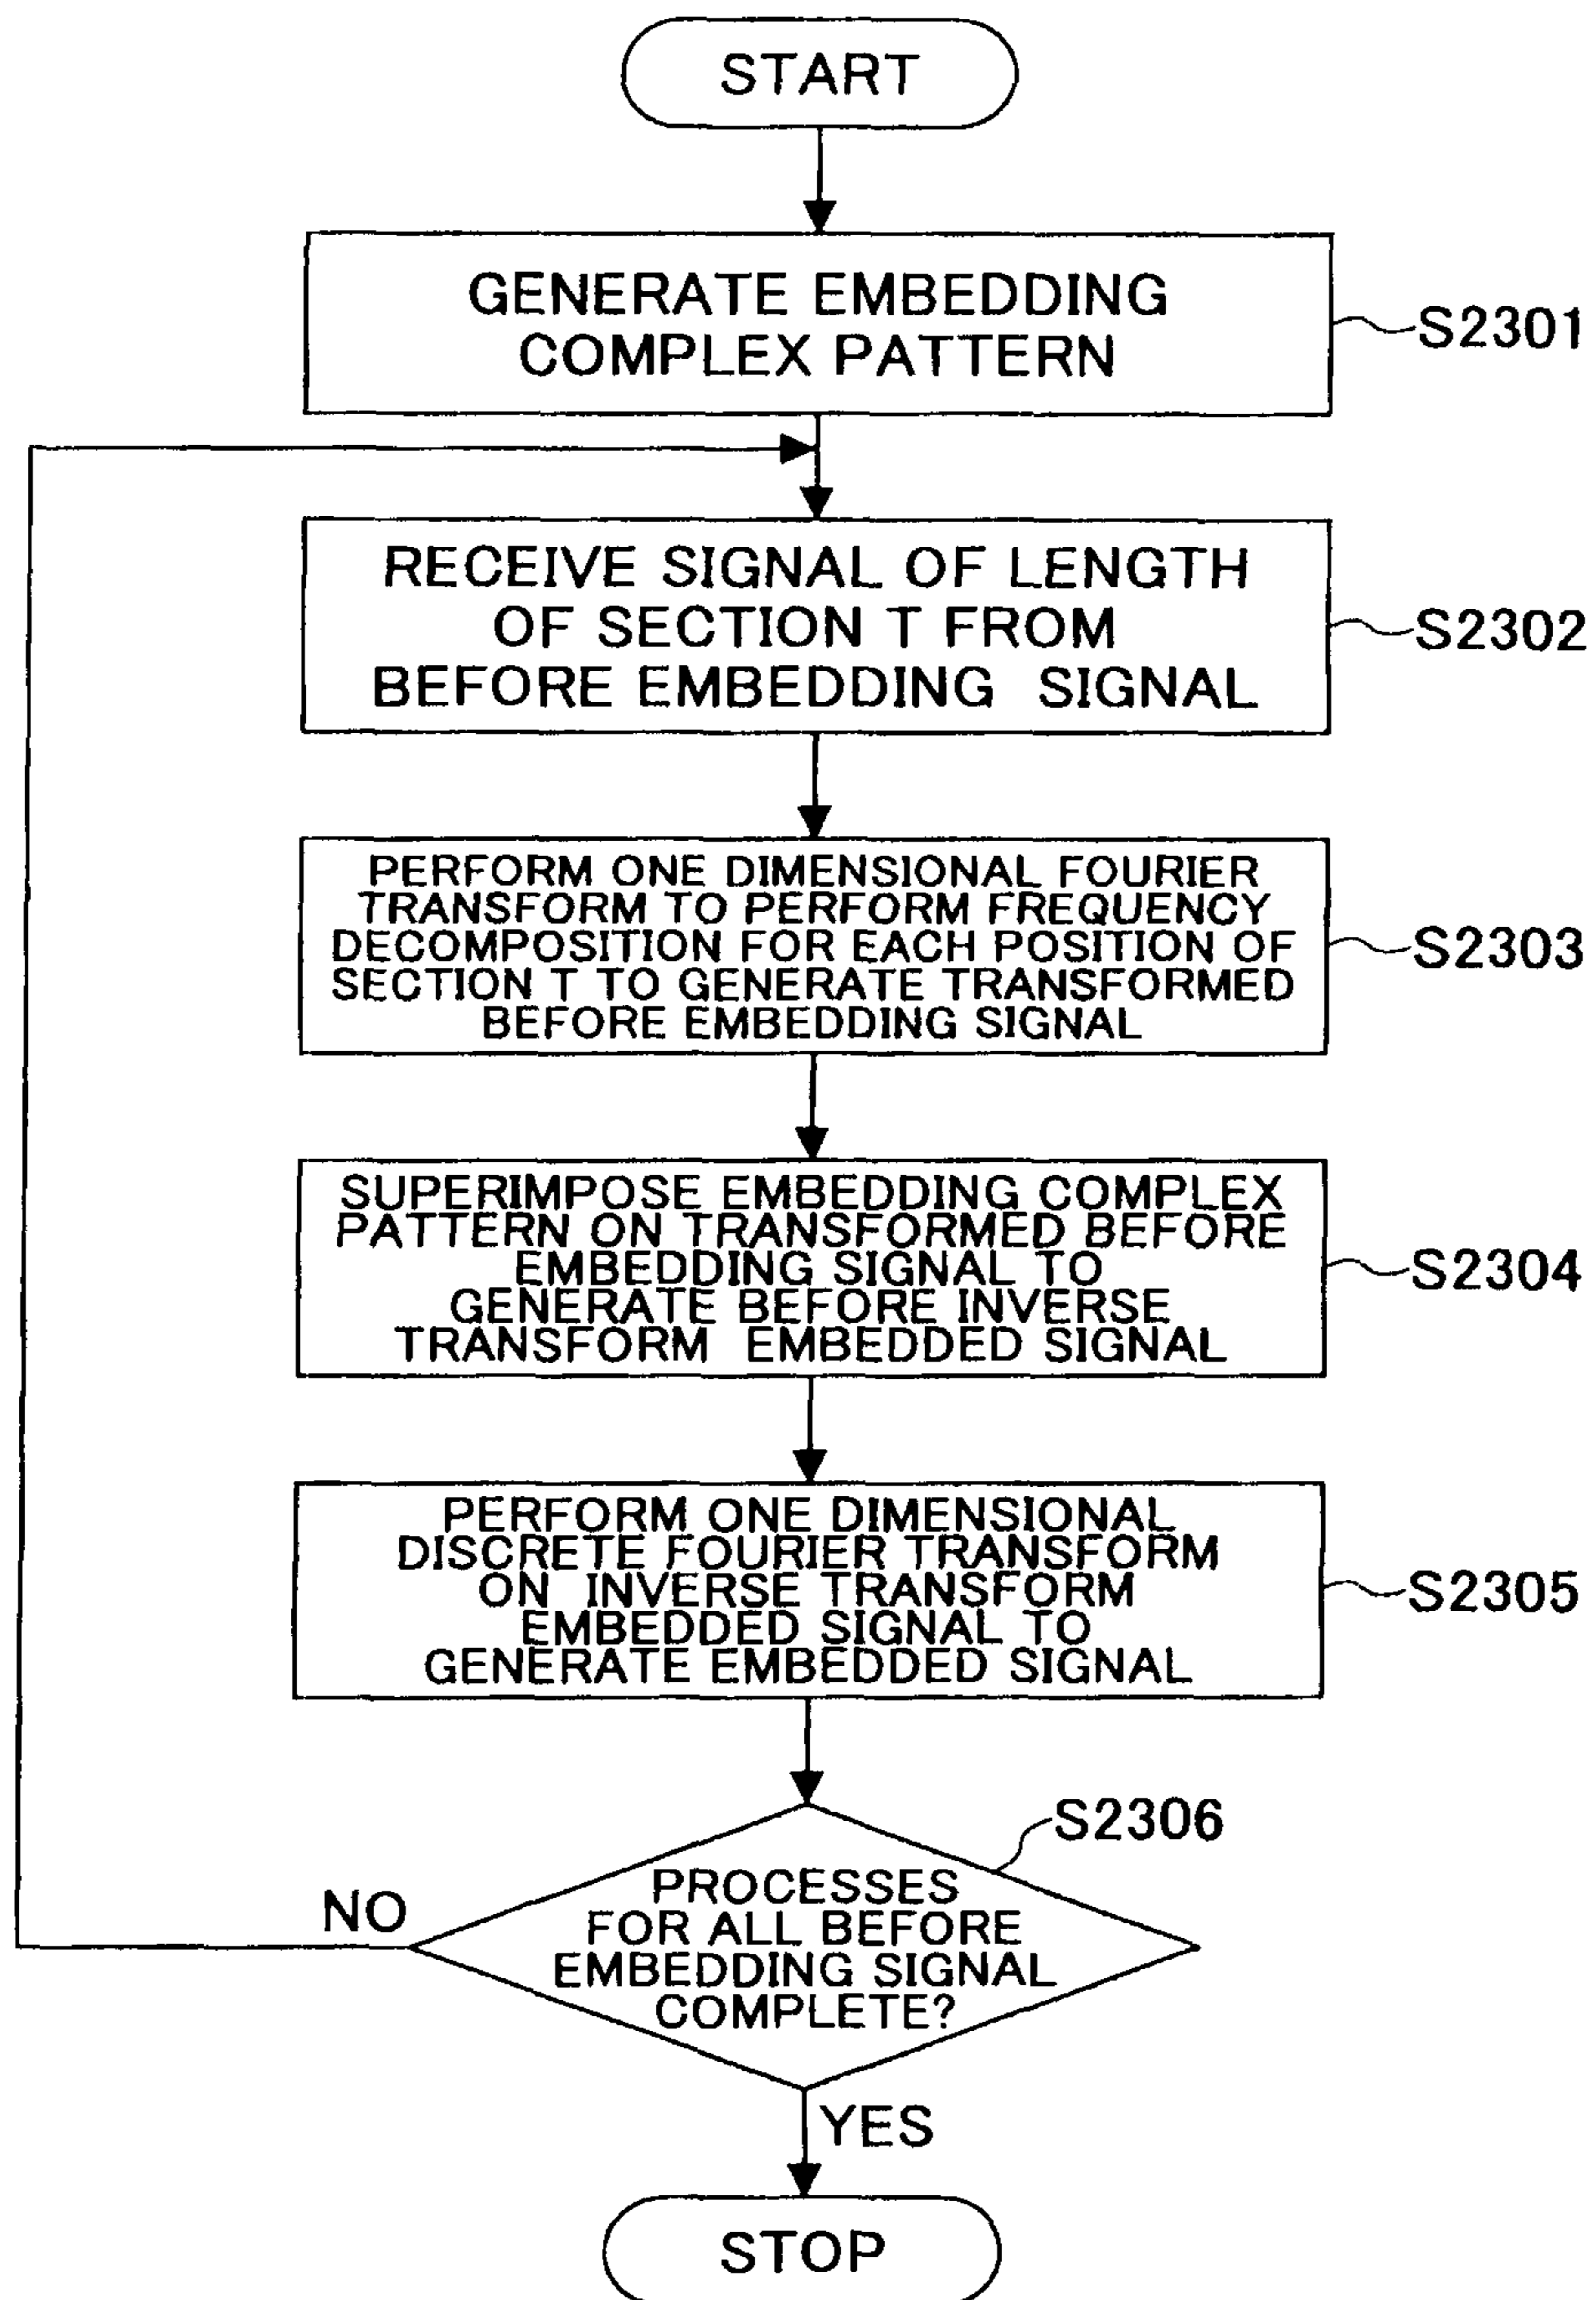 START
GENERATE EMBEDDING
COMPLEX PATTERN
S2301
RECEIVE SIGNAL OF LENGTH
OF SECTION T FROM
BEFORE EMBEDDING SIGNAL
S2302
PERFORM ONE DIMENSIONAL FOURIER
TRANSFORM TO PERFORM FREQUENCY
DECOMPOSITION FOR EACH POSITION OF
SECTION T TO GENERATE TRANSFORMED
BEFORE EMBEDDING SIGNAL
S2303
SUPERIMPOSE EMBEDDING COMPLEX
PATTERN ON TRANSFORMED BEFORE
EMBEDDING SIGNAL TO
GENERATE BEFORE INVERSE
TRANSFORM EMBEDDED SIGNAL
S2304
PERFORM ONE DIMENSIONAL
DISCRETE FOURIER TRANSFORM
ON INVERSE TRANSFORM
EMBEDDED SIGNAL TO
GENERATE EMBEDDED SIGNAL
S2305
S2306
PROCESSES
FOR ALL BEFORE
EMBEDDING SIGNAL
COMPLETE?
NO
YES
STOP